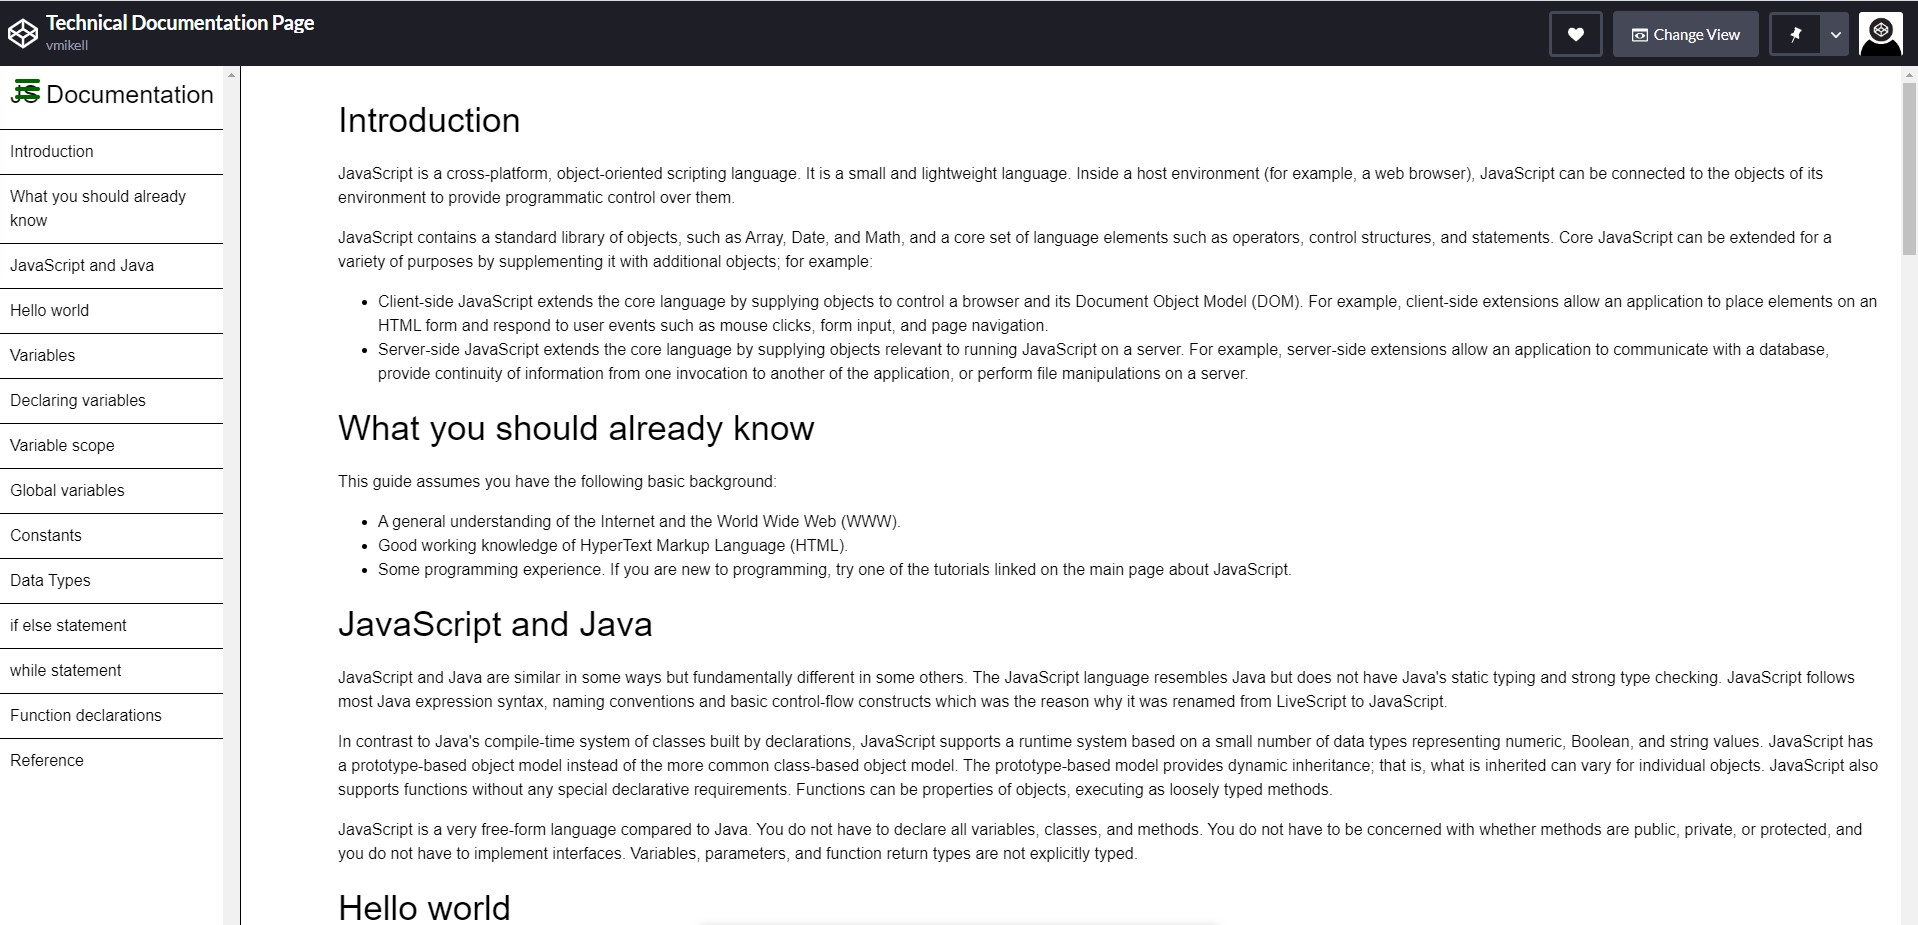 Technical Documentation Page
vmikell
Change View
JS Documentation
Introduction
What you should already
know
JavaScript and Java
Hello world
Variables
Declaring variables
Variable scope
Global variables
Constants
Data Types
if else statement
while statement
Function declarations
Reference
Introduction
JavaScript is a cross-platform, object-oriented scripting language. It is a small and lightweight language. Inside a host environment (for example, a web browser), JavaScript can be connected to the objects of its
environment to provide programmatic control over them.
JavaScript contains a standard library of objects, such as Array, Date, and Math, and a core set of language elements such as operators, control structures, and statements. Core JavaScript can be extended for a
variety of purposes by supplementing it with additional objects; for example:
• Client-side JavaScript extends the core language by supplying objects to control a browser and its Document Object Model (DOM). For example, client-side extensions allow an application to place elements on an
HTML form and respond to user events such as mouse clicks, form input, and page navigation.
• Server-side JavaScript extends the core language by supplying objects relevant to running JavaScript on a server. For example, server-side extensions allow an application to communicate with a database,
provide continuity of information from one invocation to another of the application, or perform file manipulations on a server.
What you should already know
This guide assumes you have the following basic background:
• A general understanding of the Internet and the World Wide Web (WWW).
• Good working knowledge of HyperText Markup Language (HTML).
• Some programming experience. If you are new to programming, try one of the tutorials linked on the main page about JavaScript.
JavaScript and Java
JavaScript and Java are similar in some ways but fundamentally different in some others. The JavaScript language resembles Java but does not have Java's static typing and strong type checking. JavaScript follows
most Java expression syntax, naming conventions and basic control-flow constructs which was the reason why it was renamed from LiveScript to JavaScript.
In contrast to Java's compile-time system of classes built by declarations, JavaScript supports a runtime system based on a small number of data types representing numeric, Boolean, and string values. JavaScript has
a prototype-based object model instead of the more common class-based object model. The prototype-based model provides dynamic inheritance; that is, what is inherited can vary for individual objects. JavaScript also
supports functions without any special declarative requirements. Functions can be properties of objects, executing as loosely typed methods.
JavaScript is a very free-form language compared to Java. You do not have to declare all variables, classes, and methods. You do not have to be concerned with whether methods are public, private, or protected, and
you do not have to implement interfaces. Variables, parameters, and function return types are not explicitly typed.
Hello world